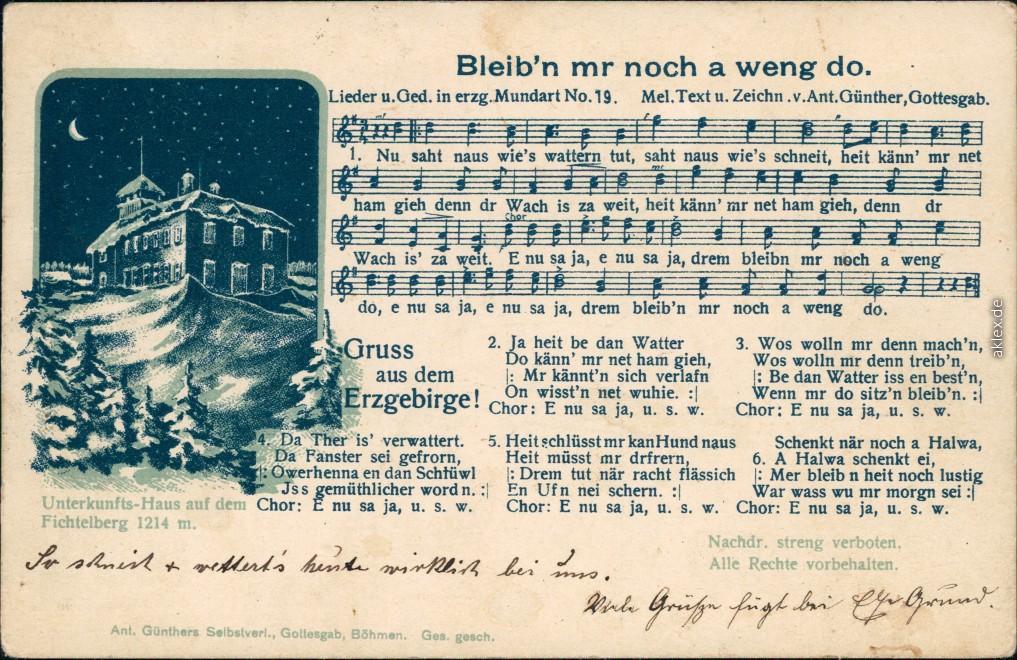 Bleib'n mr noch a weng do.
Lieder u. Ged. in erzg. Mundart No. 19. Mel. Text u. Zeichn. v. Ant. Günther, Gottesgab.
1. Nu saht naus wie's wattern tut, saht naus wie's schneit, heit känn' mr net
ham gieh denn dr Wach is za weit, heit känn' mr net ham gieh, denn dr
Chor
Wach is' za weit. E nu sa ja, e nu sa ja, drem bleibn mr noch a weng
do, e nu sa ja, e nu sa ja, drem bleib'n mr noch a weng do.
Gruss
aus dem
Erzgebirge!
2. Ja heit be dan Watter
Do känn' mr net ham gieh,
|: Mr kännt'n sich verlafn
On wisst'n net wuhie. :|
Chor: E nu sa ja, u. s. w.
3. Wos wolln mr denn mach'n,
Wos wolln mr denn treib'n,
|: Be dan Watter iss en best'n,
Wenn mr do sitz'n bleib'n. :|
Chor: E nu sa ja, u. s. w.
4. Da Ther is' verwattert.
Da Fanster sei gefrorn,
|: Owerhenna en dan Schtüwl
Jss gemüthlicher wordn. :|
Chor: E nu sa ja, u. s. w.
5. Heit schlüsst mr kan Hund naus
Heit müsst mr drfrern,
|: Drem tut när racht flässich
En Ufn nei schern. :|
Chor: E nu sa ja, u. s. w.
Schenkt när noch a Halwa,
6. A Halwa schenkt ei,
|: Mer bleibn heit noch lustig
War wass wu mr morgn sei :|
Chor: E nu sa ja, u. s. w.
Unterkunfts-Haus auf dem
Fichtelberg 1214 m.
Nachdr. streng verboten.
Alle Rechte vorbehalten.
So schneit + wettert's heute wirklich bei uns.
Viele Grüsse fügt bei Grund.
Ant. Günthers Selbstverl., Gottesgab, Böhmen. Ges. gesch.
aklex.de